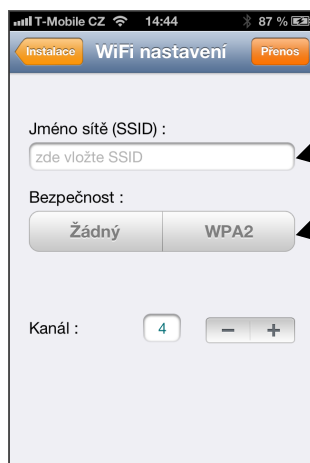 T-Mobile CZ 14:44 87 %
Instalace WiFi nastavení Přenos
Jméno sítě (SSID) :
zde vložte SSID
Bezpečnost :
Žádný WPA2
Kanál : 4 − +